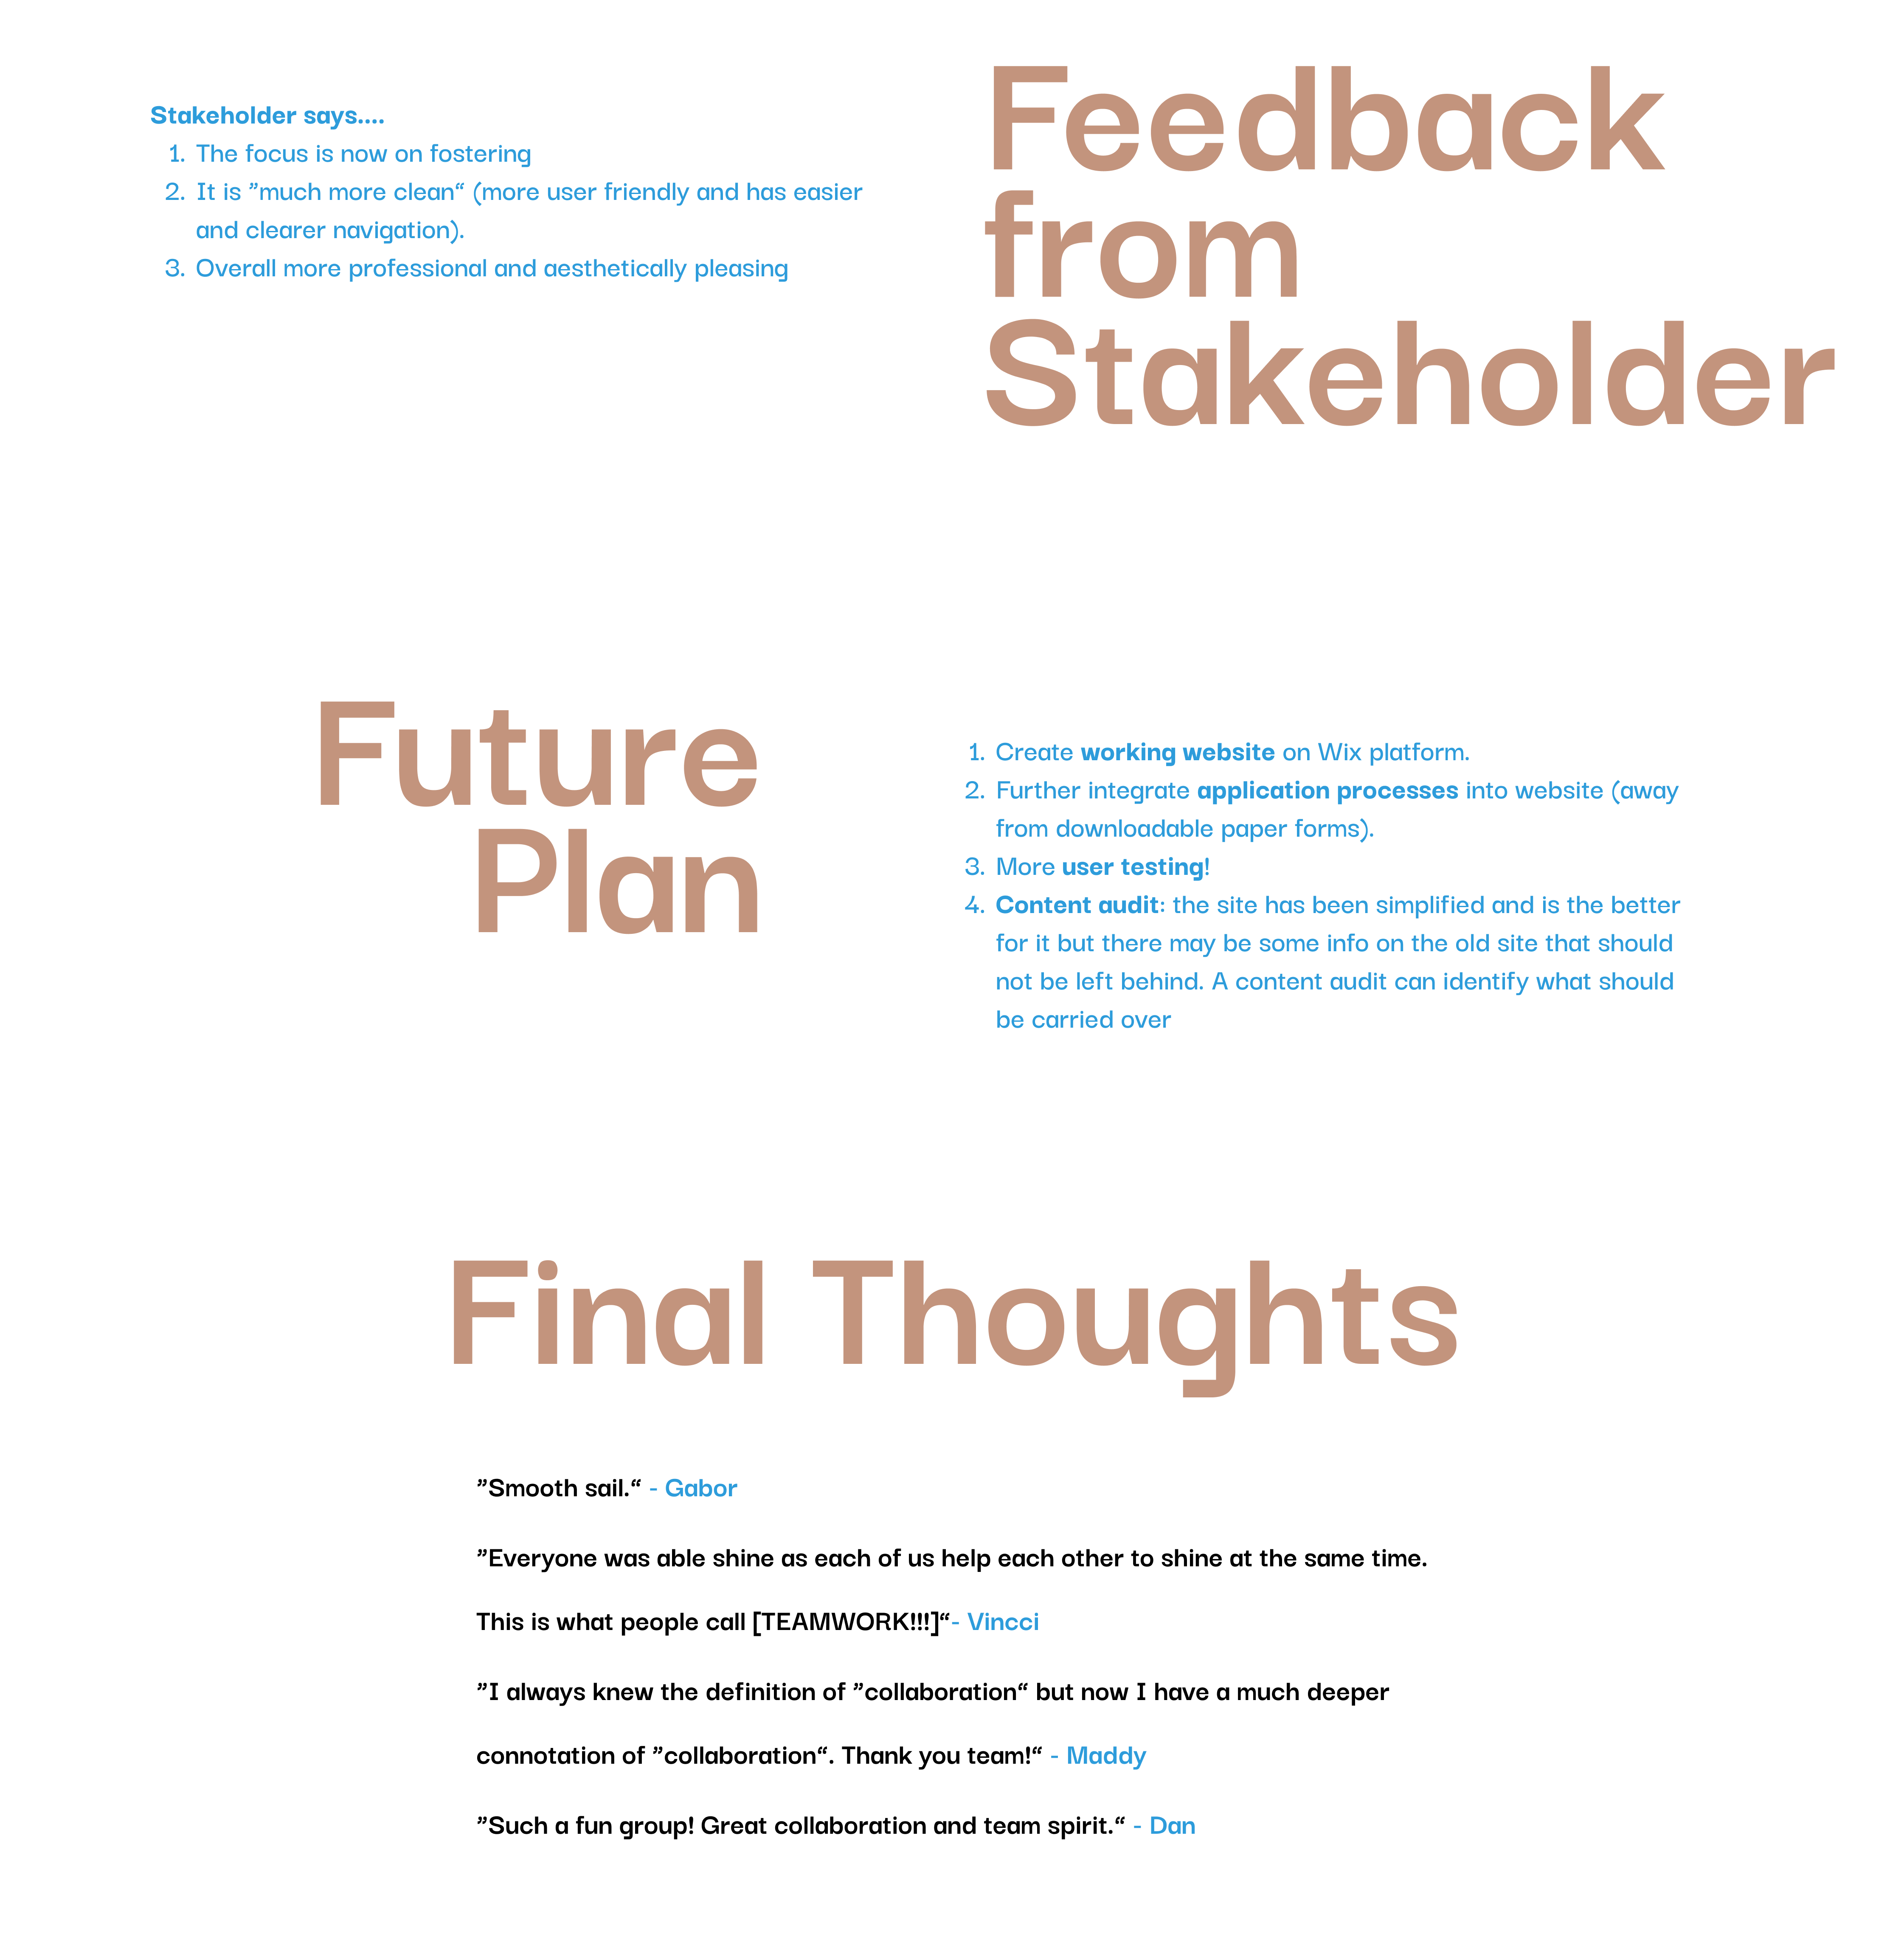 Feedback
from
Stakeholder
Stakeholder says....
1. The focus is now on fostering
2. It is ”much more clean“ (more user friendly and has easier
and clearer navigation).
3. Overall more professional and aesthetically pleasing
Future
Plan
1. Create working website on Wix platform.
2. Further integrate application processes into website (away
from downloadable paper forms).
3. More user testing!
4. Content audit: the site has been simplified and is the better
for it but there may be some info on the old site that should
not be left behind. A content audit can identify what should
be carried over
Final Thoughts
”Smooth sail.“ - Gabor
”Everyone was able shine as each of us help each other to shine at the same time.
This is what people call [TEAMWORK!!!]“- Vincci
”I always knew the definition of ”collaboration“ but now I have a much deeper
connotation of ”collaboration“. Thank you team!“ - Maddy
”Such a fun group! Great collaboration and team spirit.“ - Dan